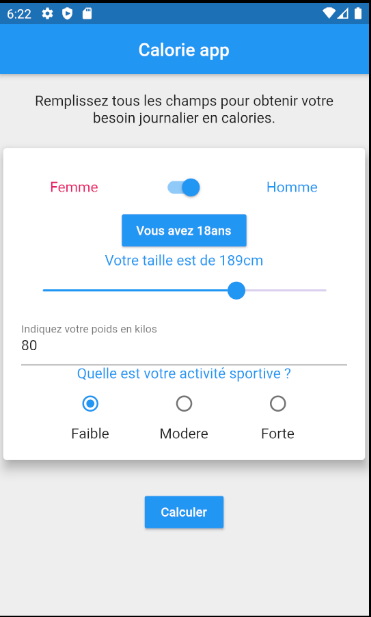 6:22
Calorie app
Remplissez tous les champs pour obtenir votre
besoin journalier en calories.
Femme Homme
Vous avez 18ans
Votre taille est de 189cm
Indiquez votre poids en kilos
80
Quelle est votre activité sportive ?
Faible Modere Forte
Calculer